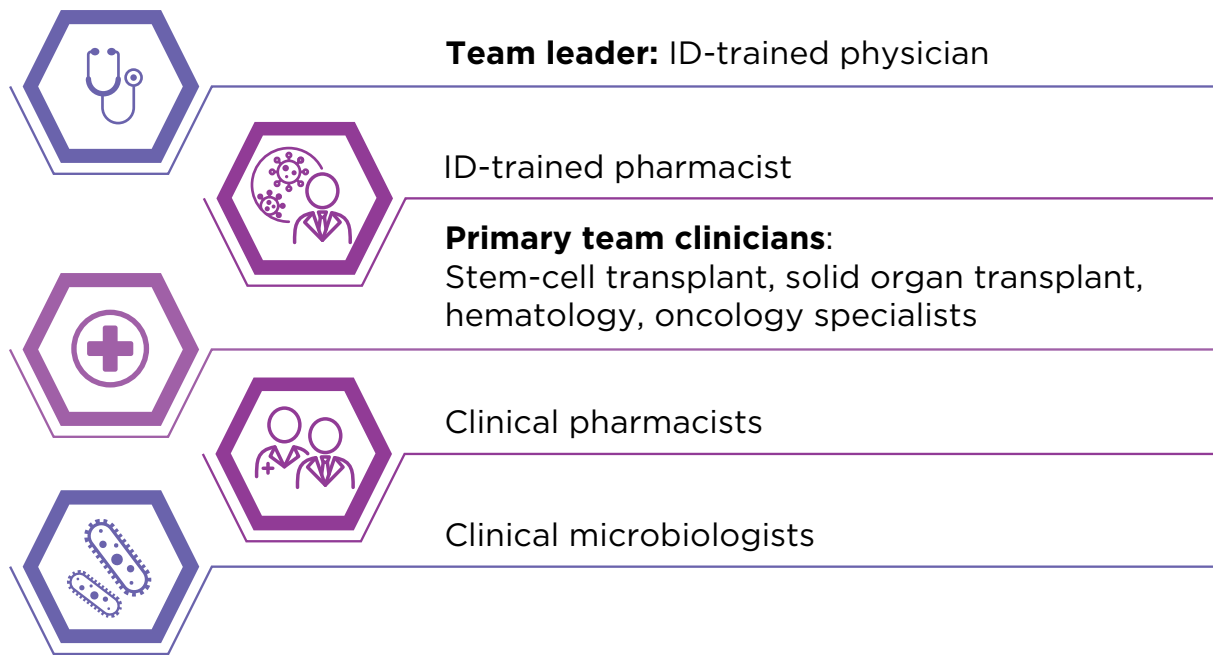 Team leader: ID-trained physician
ID-trained pharmacist
Primary team clinicians:
Stem-cell transplant, solid organ transplant,
hematology, oncology specialists
Clinical pharmacists
Clinical microbiologists